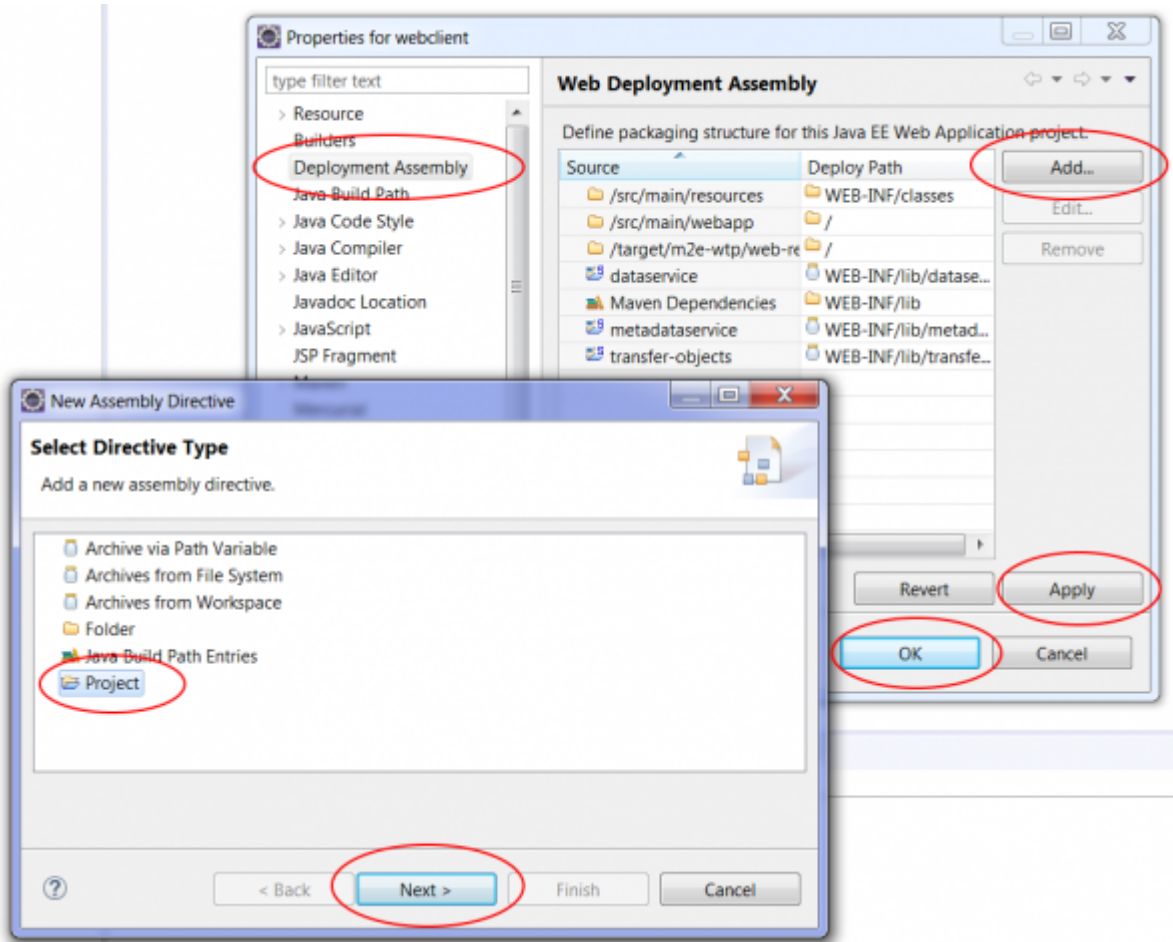 Properties for webclient
type filter text
Resource
Builders
Deployment Assembly
Java Build Path
Java Code Style
Java Compiler
Java Editor
Javadoc Location
JavaScript
JSP Fragment
Maven
Mercurial
Web Deployment Assembly
Define packaging structure for this Java EE Web Application project.
Source Deploy Path
/src/main/resources WEB-INF/classes
/src/main/webapp /
/target/m2e-wtp/web-re /
dataservice WEB-INF/lib/datase...
Maven Dependencies WEB-INF/lib
metadataservice WEB-INF/lib/metad...
transfer-objects WEB-INF/lib/transfe...
Add...
Edit...
Remove
Revert Apply
OK Cancel
New Assembly Directive
Select Directive Type
Add a new assembly directive.
Archive via Path Variable
Archives from File System
Archives from Workspace
Folder
Java Build Path Entries
Project
? < Back Next > Finish Cancel